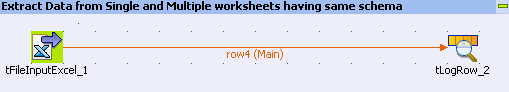 Extract Data from Single and Multiple worksheets having same schema
row4 (Main)
tFileInputExcel_1
tLogRow_2